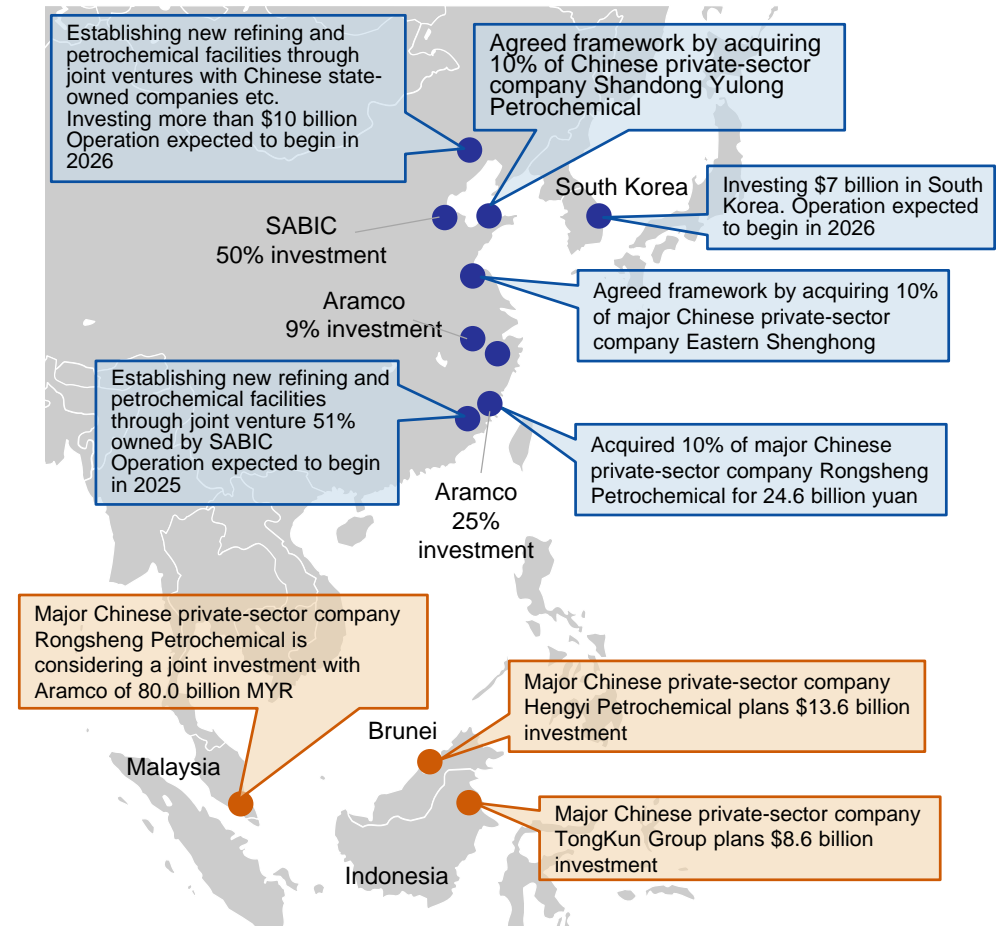 Establishing new refining and
petrochemical facilities through
joint ventures with Chinese state-
owned companies etc.
Investing more than $10 billion
Operation expected to begin in
2026
Agreed framework by acquiring
10% of Chinese private-sector
company Shandong Yulong
Petrochemical
South Korea
Investing $7 billion in South
Korea. Operation expected
to begin in 2026
SABIC
50% investment
Agreed framework by acquiring 10%
of major Chinese private-sector
company Eastern Shenghong
Aramco
9% investment
Establishing new refining and
petrochemical facilities
through joint venture 51%
owned by SABIC
Operation expected to begin
in 2025
Acquired 10% of major Chinese
private-sector company Rongsheng
Petrochemical for 24.6 billion yuan
Aramco
25%
investment
Major Chinese private-sector company
Rongsheng Petrochemical is
considering a joint investment with
Aramco of 80.0 billion MYR
Major Chinese private-sector company
Hengyi Petrochemical plans $13.6 billion
investment
Brunei
Malaysia
Major Chinese private-sector company
TongKun Group plans $8.6 billion
investment
Indonesia